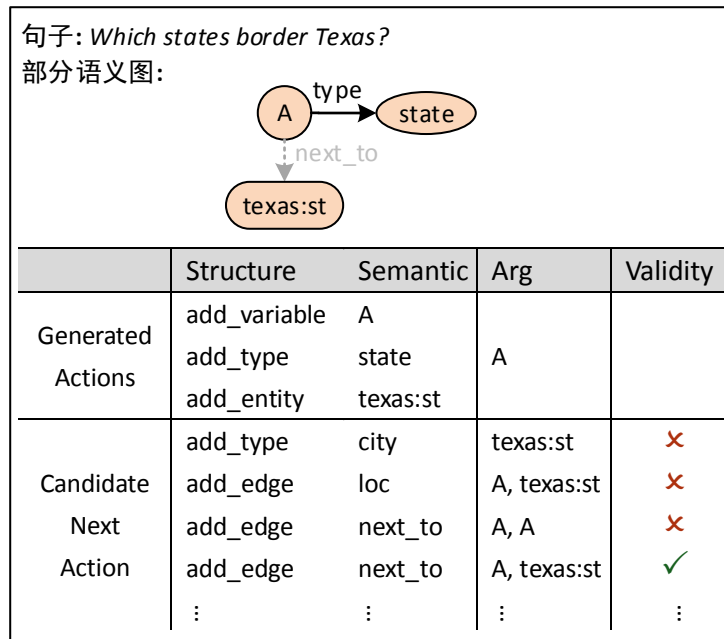 句子: Which states border Texas?
部分语义图:
type
A
state
next_to
texas:st
Structure Semantic Arg Validity
Generated Actions
add_variable A
add_type state A
add_entity texas:st
Candidate Next Action
add_type city texas:st ✗
add_edge loc A, texas:st ✗
add_edge next_to A, A ✗
add_edge next_to A, texas:st ✓
⋮ ⋮ ⋮ ⋮